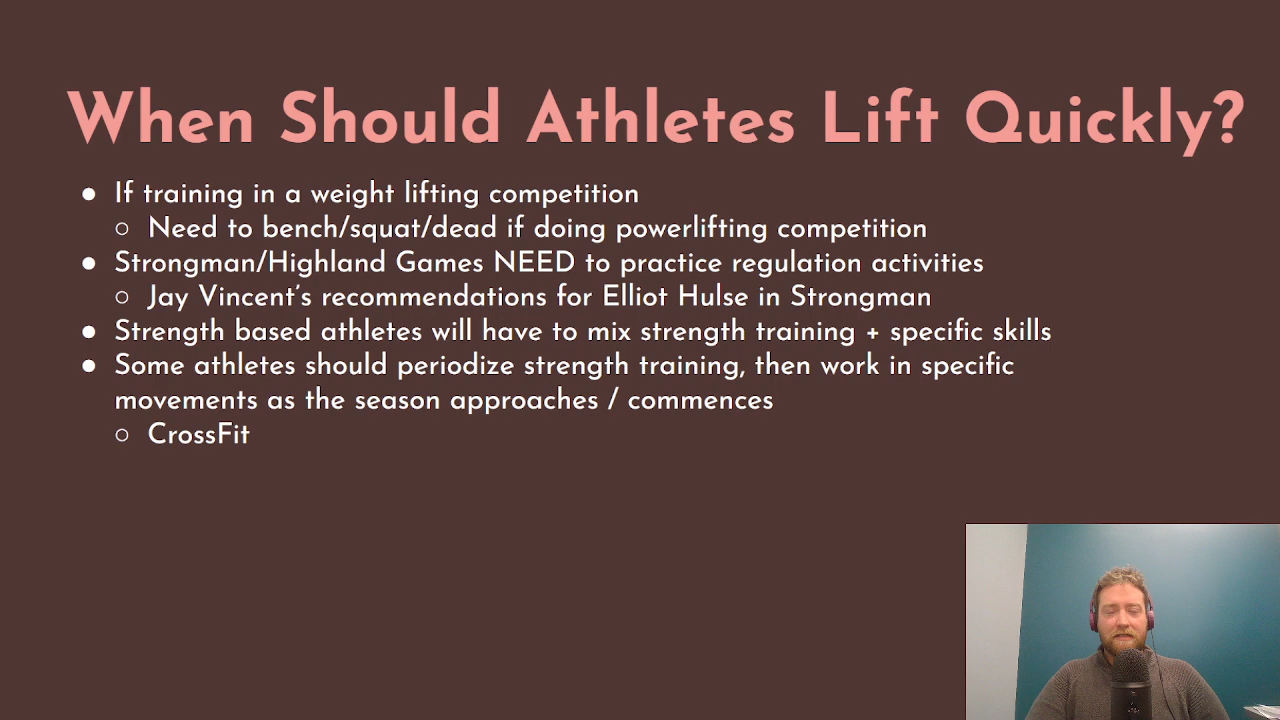 When Should Athletes Lift Quickly?
● If training in a weight lifting competition
○ Need to bench/squat/dead if doing powerlifting competition
● Strongman/Highland Games NEED to practice regulation activities
○ Jay Vincent's recommendations for Elliot Hulse in Strongman
● Strength based athletes will have to mix strength training + specific skills
● Some athletes should periodize strength training, then work in specific
movements as the season approaches / commences
○ CrossFit